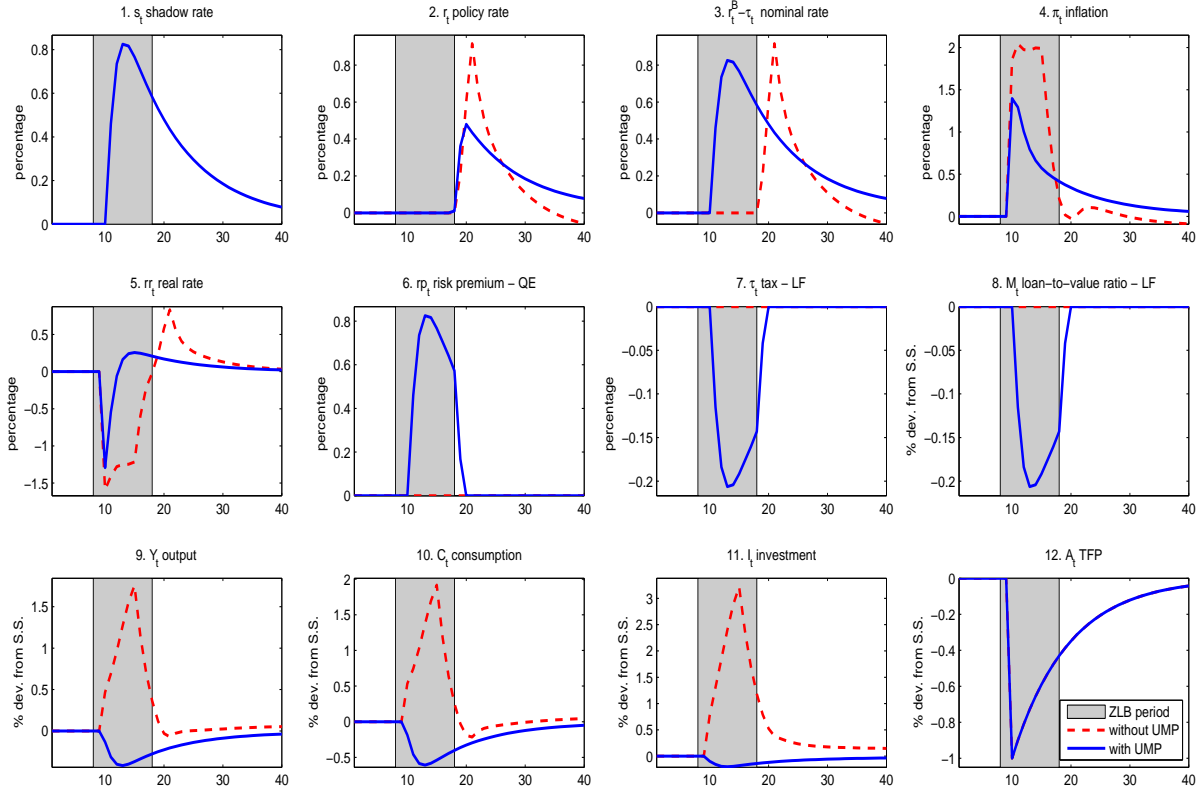 1. s_t shadow rate
percentage
0.8
0.6
0.4
0.2
0
10 20 30 40
2. r_t policy rate
percentage
0.8
0.6
0.4
0.2
0
10 20 30 40
3. r_t^B−τ_t nominal rate
percentage
0.8
0.6
0.4
0.2
0
10 20 30 40
4. π_t inflation
percentage
2
1.5
1
0.5
0
10 20 30 40
5. rr_t real rate
percentage
0.5
0
−0.5
−1
−1.5
10 20 30 40
6. rp_t risk premium − QE
percentage
0.8
0.6
0.4
0.2
0
10 20 30 40
7. τ_t tax − LF
percentage
0
−0.05
−0.1
−0.15
−0.2
10 20 30 40
8. M_t loan−to−value ratio − LF
% dev. from S.S.
0
−0.05
−0.1
−0.15
−0.2
10 20 30 40
9. Y_t output
% dev. from S.S.
1.5
1
0.5
0
10 20 30 40
10. C_t consumption
% dev. from S.S.
2
1.5
1
0.5
0
−0.5
10 20 30 40
11. I_t investment
% dev. from S.S.
3
2.5
2
1.5
1
0.5
0
10 20 30 40
12. A_t TFP
% dev. from S.S.
0
−0.2
−0.4
−0.6
−0.8
−1
10 20 30 40
ZLB period
without UMP
with UMP